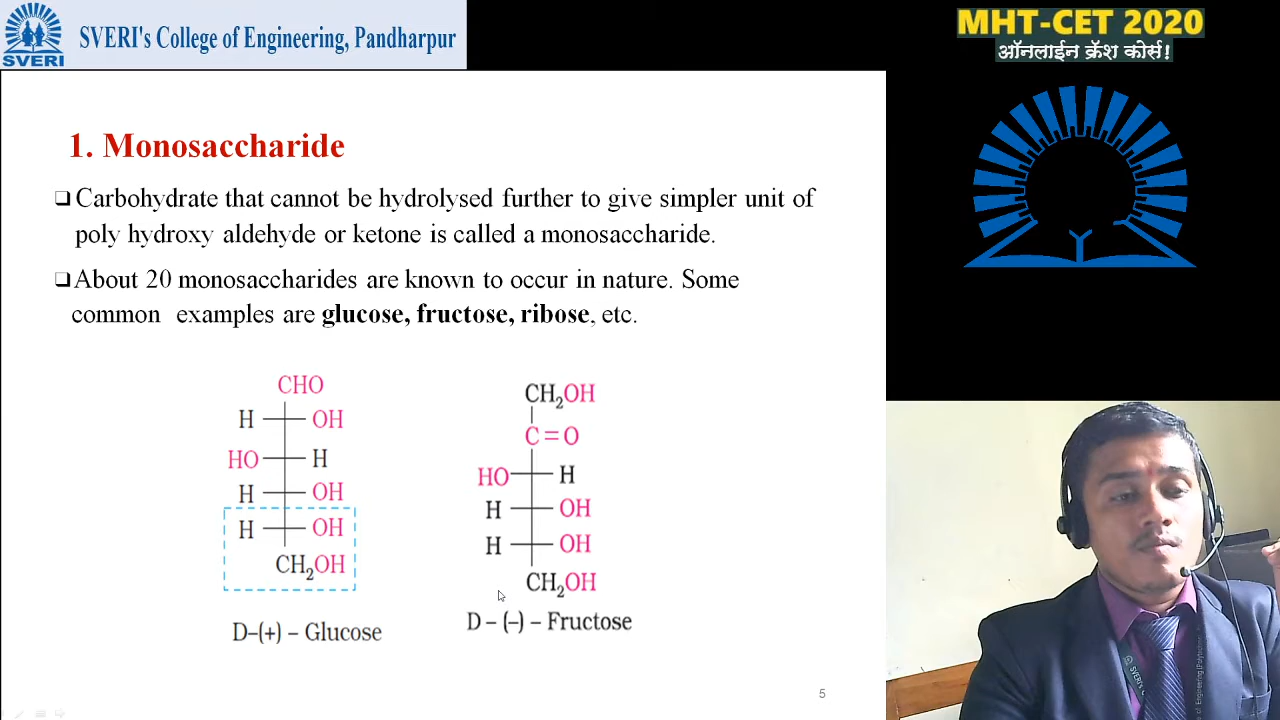 SVERI
SVERI's College of Engineering, Pandharpur
MHT-CET 2020
ऑनलाईन क्रॅश कोर्स!
1. Monosaccharide
❑ Carbohydrate that cannot be hydrolysed further to give simpler unit of
poly hydroxy aldehyde or ketone is called a monosaccharide.
❑ About 20 monosaccharides are known to occur in nature. Some
common examples are glucose, fructose, ribose, etc.
CHO
H OH
HO H
H OH
H OH
CH₂OH
D–(+) – Glucose
CH₂OH
C=O
HO H
H OH
H OH
CH₂OH
D – (–) – Fructose
5